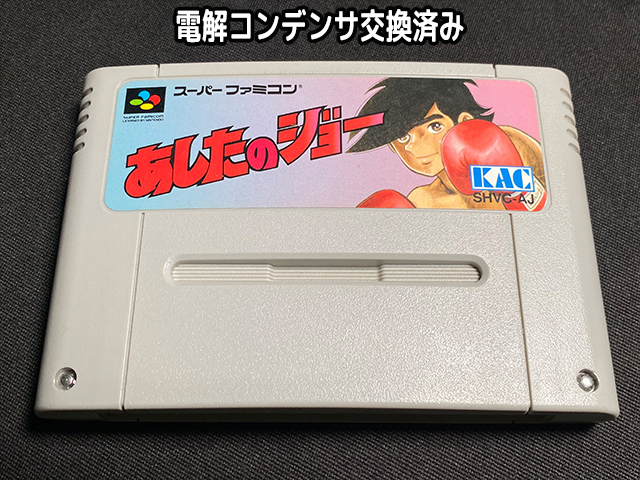 電解コンデンサ交換済み
スーパーファミコン®
SUPER FAMICOM
LICENSED BY NINTENDO
あしたのジョー
KAC
SHVC-AJ